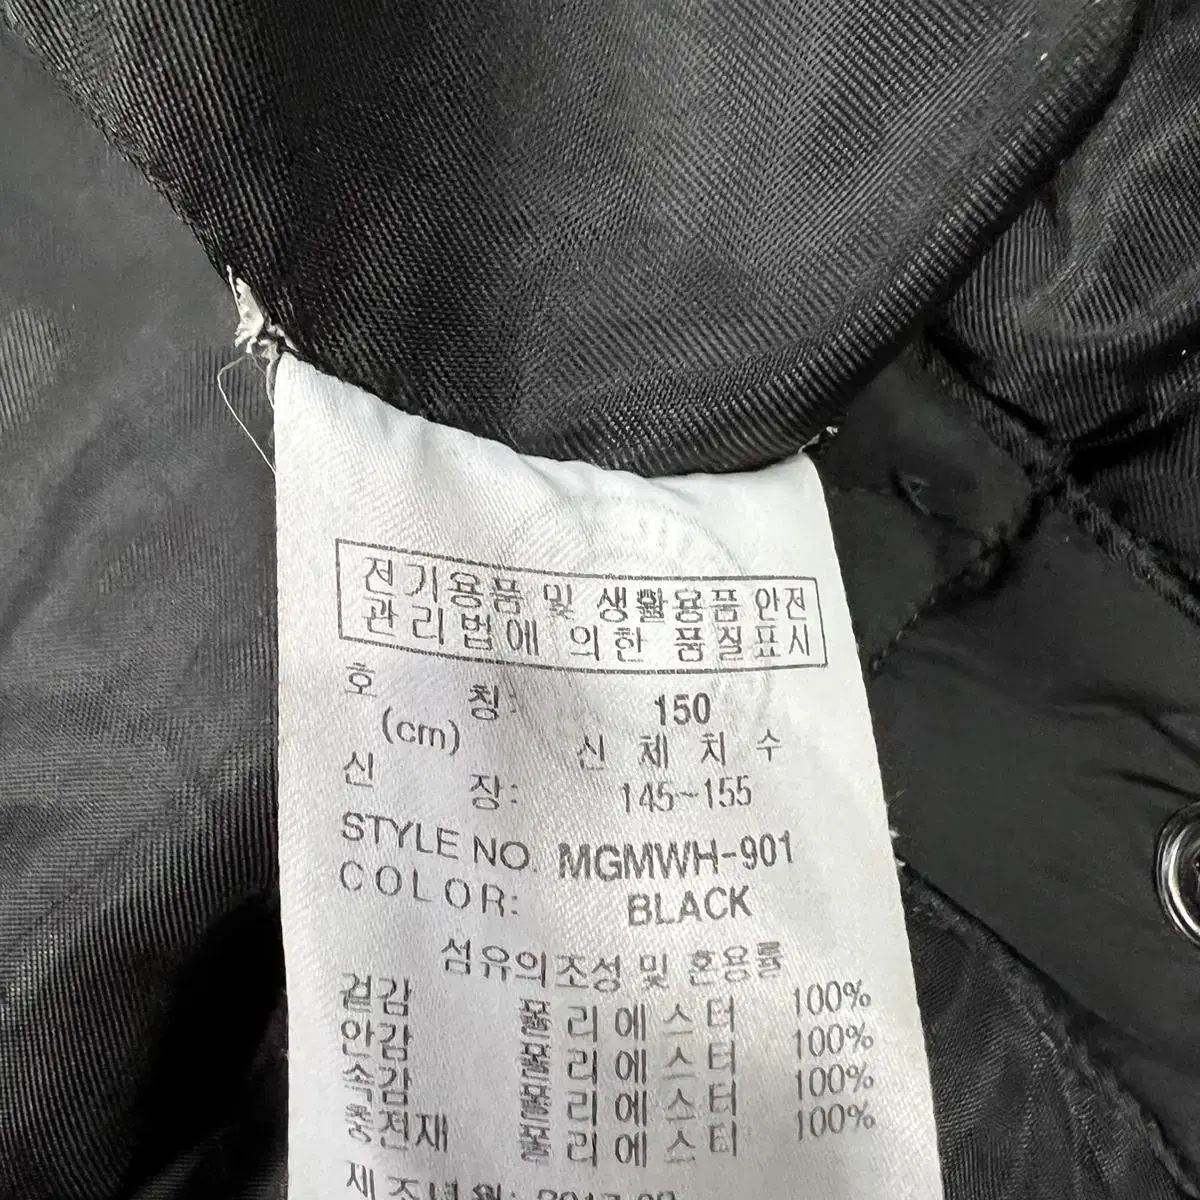 전기용품 및 생활용품 안전
관리법에 의한 품질표시
호 칭: 150
(cm) 신 체 치 수
신 장: 145~155
STYLE NO. MGMWH-901
COLOR: BLACK
섬유의조성 및 혼용률
겉감 폴리에스터 100%
안감 폴리에스터 100%
속감 폴리에스터 100%
충전재 폴리에스터 100%
제조년월: